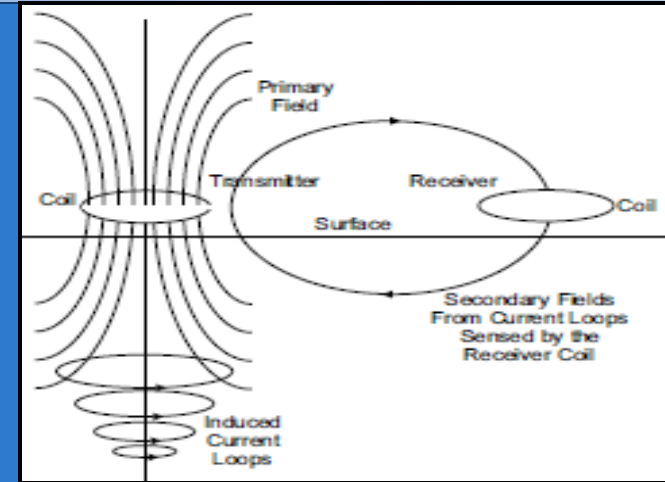 Primary
Field
Transmitter
Receiver
Coil
Coil
Surface
Secondary Fields
From Current Loops
Sensed by the
Receiver Coil
Induced
Current
Loops